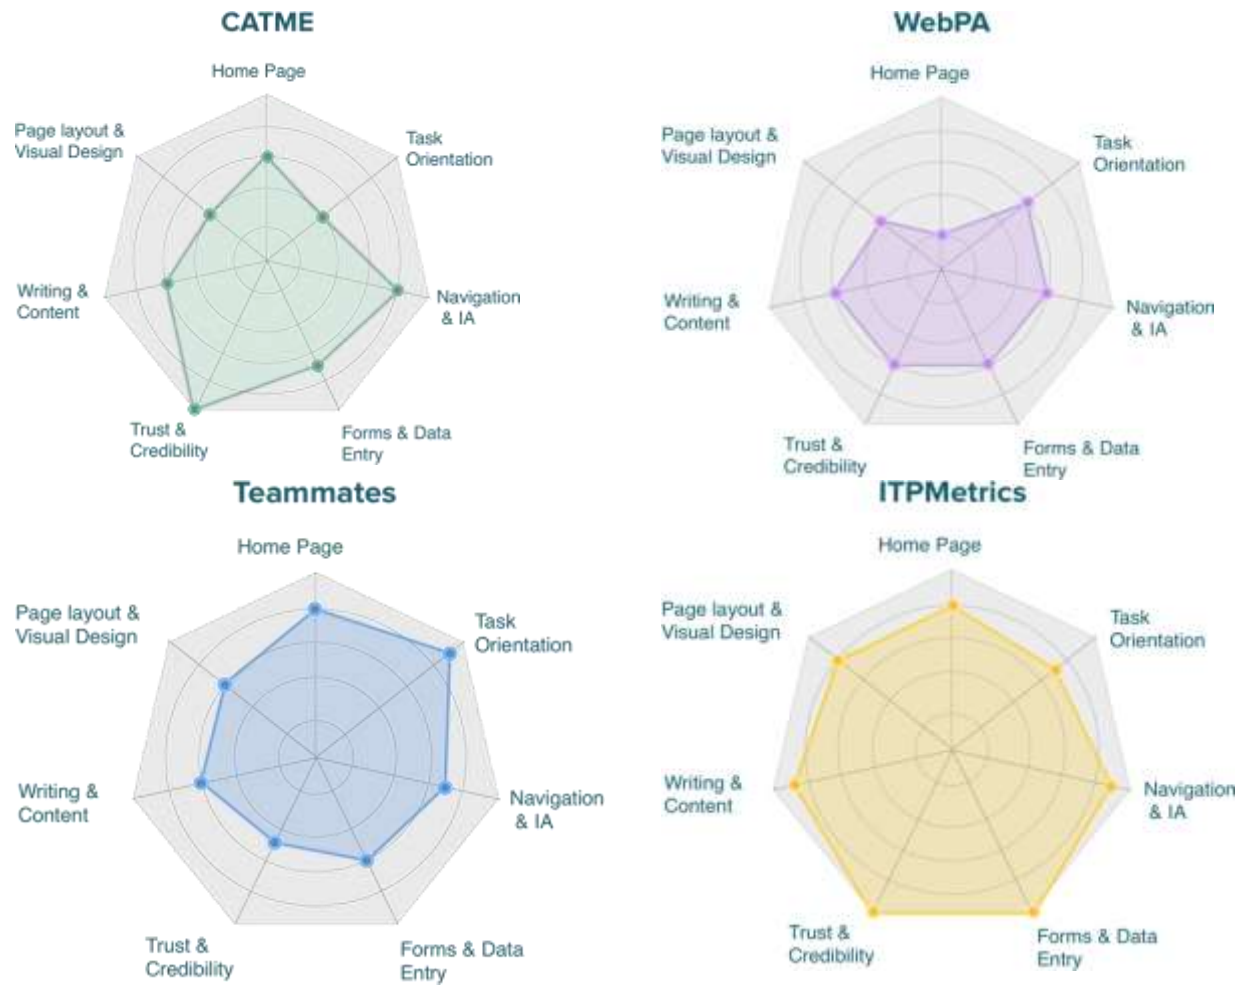 CATME
Home Page
Page layout &
Visual Design
Task
Orientation
Writing &
Content
Navigation
& IA
Trust &
Credibility
Forms & Data
Entry
WebPA
Home Page
Page layout &
Visual Design
Task
Orientation
Writing &
Content
Navigation
& IA
Trust &
Credibility
Forms & Data
Entry
Teammates
Home Page
Page layout &
Visual Design
Task
Orientation
Writing &
Content
Navigation
& IA
Trust &
Credibility
Forms & Data
Entry
ITPMetrics
Home Page
Page layout &
Visual Design
Task
Orientation
Writing &
Content
Navigation
& IA
Trust &
Credibility
Forms & Data
Entry